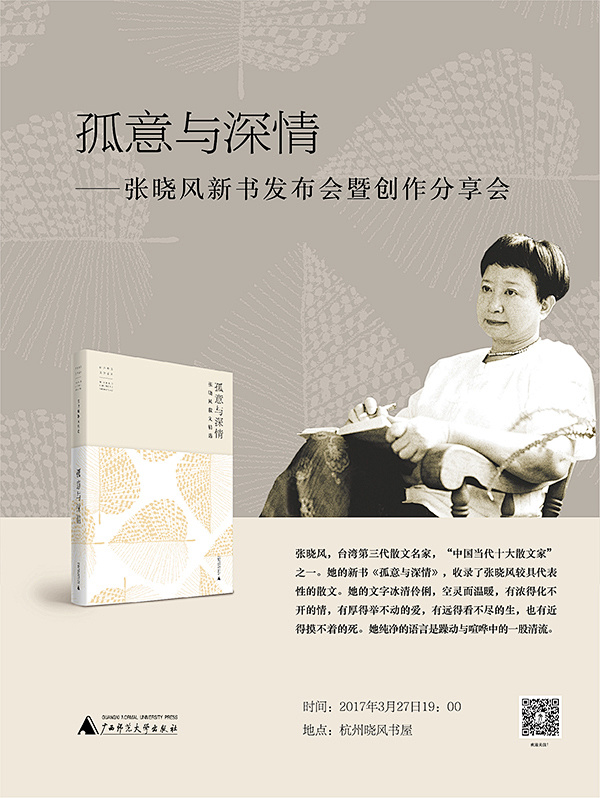 孤意与深情
——张晓风新书发布会暨创作分享会
孤意与深情
张晓风散文精选
孤意与深情
张晓风，台湾第三代散文名家，“中国当代十大散文家”
之一。她的新书《孤意与深情》，收录了张晓风较具代表
性的散文。她的文字冰清伶俐，空灵而温暖，有浓得化不
开的情，有厚得举不动的爱，有远得看不尽的生，也有近
得摸不着的死。她纯净的语言是躁动与喧哗中的一股清流。
GUANGXI NORMAL UNIVERSITY PRESS
广西师范大学出版社
时间：2017年3月27日19：00
地点：杭州晓风书屋